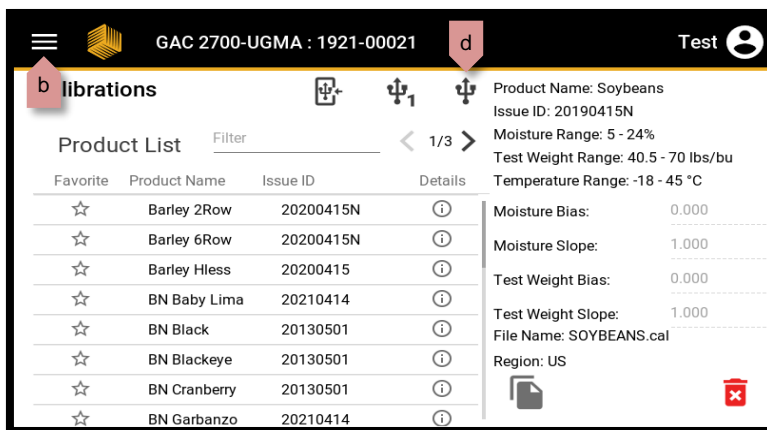 GAC 2700-UGMA : 1921-00021
d
Test
b
librations
1
Product List
Filter
1/3
Favorite Product Name Issue ID Details
Barley 2Row 20200415N
Barley 6Row 20200415N
Barley Hless 20200415
BN Baby Lima 20210414
BN Black 20130501
BN Blackeye 20130501
BN Cranberry 20130501
BN Garbanzo 20210414
Product Name: Soybeans
Issue ID: 20190415N
Moisture Range: 5 - 24%
Test Weight Range: 40.5 - 70 lbs/bu
Temperature Range: -18 - 45 °C
Moisture Bias: 0.000
Moisture Slope: 1.000
Test Weight Bias: 0.000
Test Weight Slope: 1.000
File Name: SOYBEANS.cal
Region: US